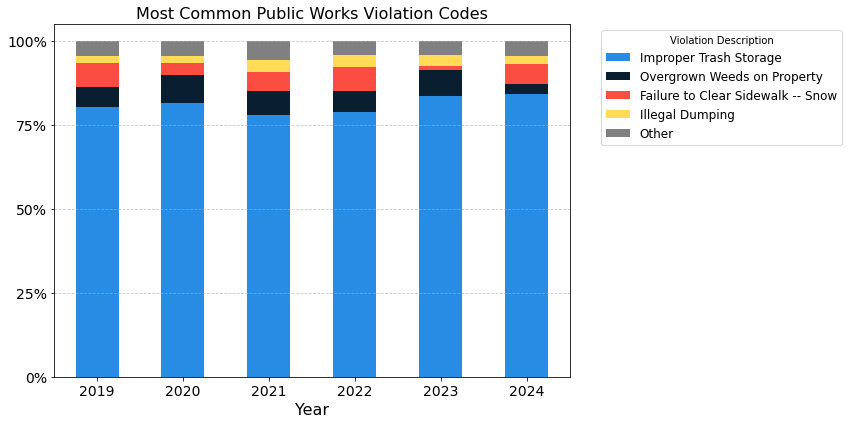 Most Common Public Works Violation Codes
100%
75%
50%
25%
0%
2019 2020 2021 2022 2023 2024
Year
Violation Description
Improper Trash Storage
Overgrown Weeds on Property
Failure to Clear Sidewalk -- Snow
Illegal Dumping
Other